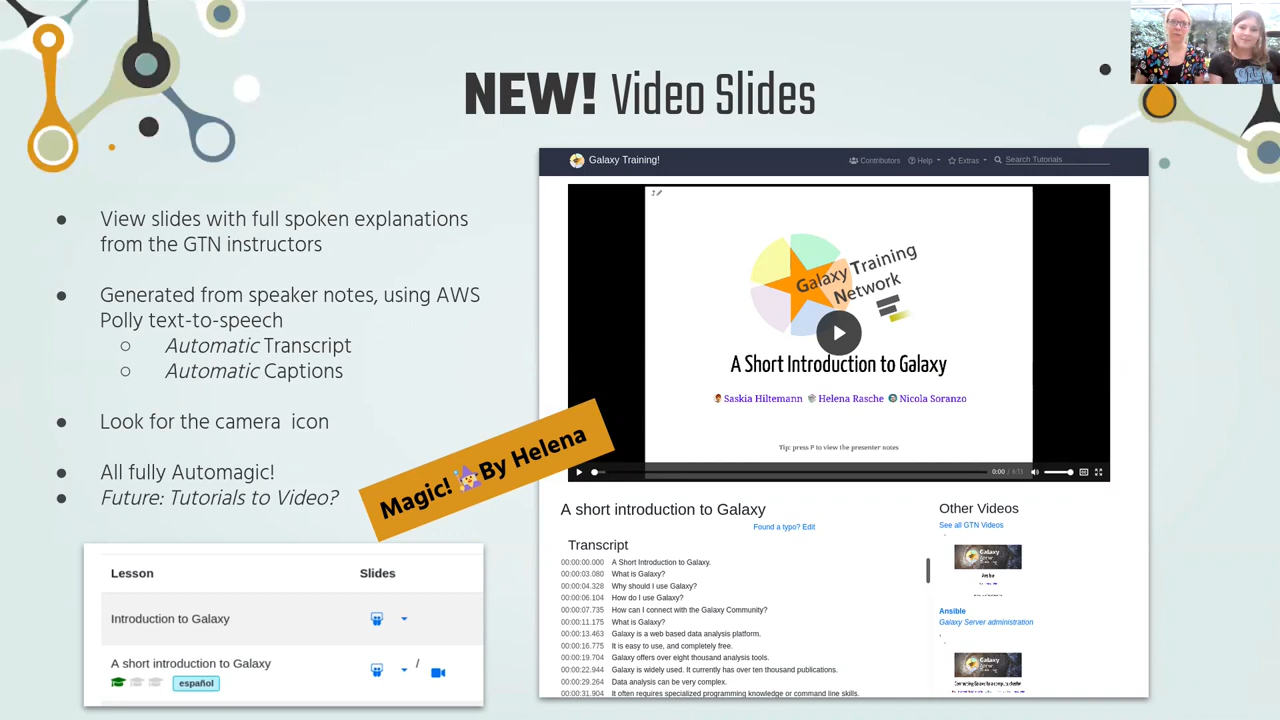 NEW! Video Slides
● View slides with full spoken explanations
from the GTN instructors
● Generated from speaker notes, using AWS
Polly text-to-speech
○ Automatic Transcript
○ Automatic Captions
● Look for the camera icon
● All fully Automagic!
● Future: Tutorials to Video?
Magic! By Helena
Lesson Slides
Introduction to Galaxy
A short introduction to Galaxy /
español
Galaxy Training! Contributors Help Extras Search Tutorials
Galaxy Training
Network
A Short Introduction to Galaxy
Saskia Hiltemann Helena Rasche Nicola Soranzo
Tip: press P to view the presenter notes
0:00
A short introduction to Galaxy
Found a typo? Edit
Transcript
00:00:00.000 A Short Introduction to Galaxy.
00:00:03.080 What is Galaxy?
00:00:04.328 Why should I use Galaxy?
00:00:06.104 How do I use Galaxy?
00:00:07.735 How can I connect with the Galaxy Community?
00:00:11.175 What is Galaxy?
00:00:13.463 Galaxy is a web based data analysis platform.
00:00:16.775 It is easy to use, and completely free.
00:00:19.704 Galaxy offers over eight thousand analysis tools.
00:00:22.944 Galaxy is widely used. It currently has over ten thousand publications.
00:00:29.264 Data analysis can be very complex.
00:00:31.904 It often requires specialized programming knowledge or command line skills.
Other Videos
See all GTN Videos
Galaxy
Ansible
Galaxy Server administration
Galaxy